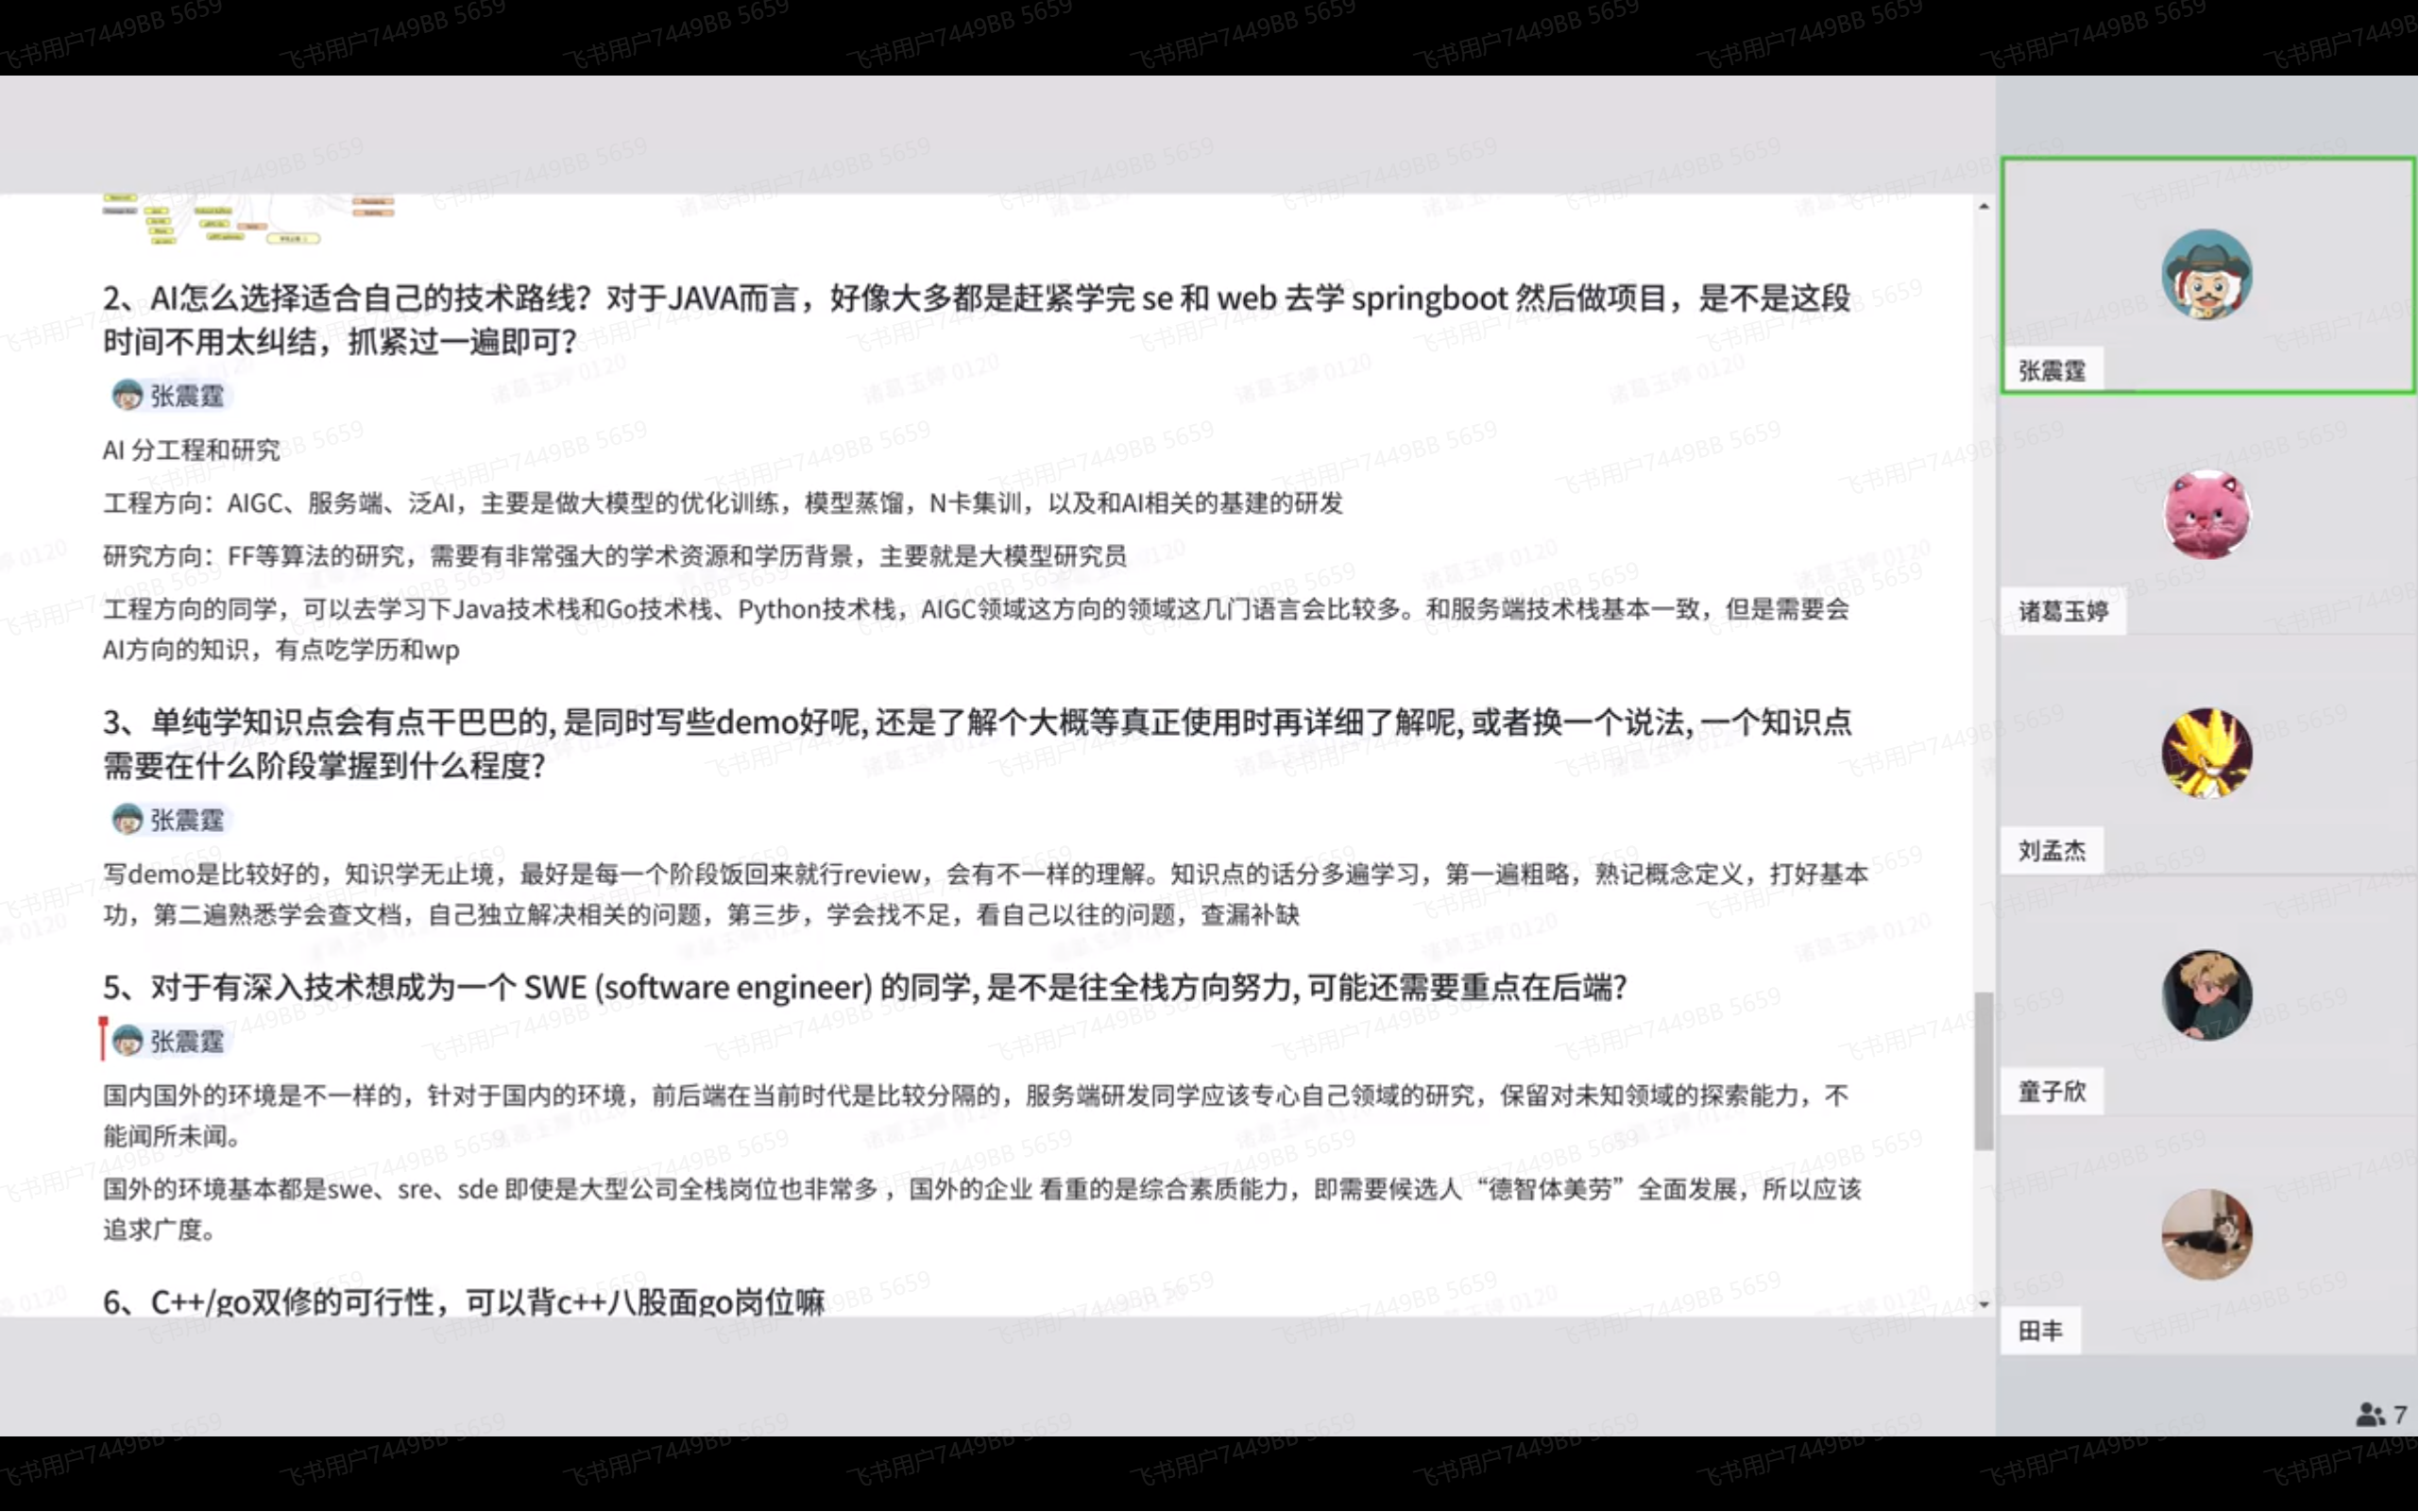 2、AI怎么选择适合自己的技术路线？对于JAVA而言，好像大多都是赶紧学完 se 和 web 去学 springboot 然后做项目，是不是这段
时间不用太纠结，抓紧过一遍即可？
张震霆
AI 分工程和研究
工程方向：AIGC、服务端、泛AI，主要是做大模型的优化训练，模型蒸馏，N卡集训，以及和AI相关的基建的研发
研究方向：FF等算法的研究，需要有非常强大的学术资源和学历背景，主要就是大模型研究员
工程方向的同学，可以去学习下Java技术栈和Go技术栈、Python技术栈，AIGC领域这方向的领域这几门语言会比较多。和服务端技术栈基本一致，但是需要会
AI方向的知识，有点吃学历和wp
3、单纯学知识点会有点干巴巴的, 是同时写些demo好呢, 还是了解个大概等真正使用时再详细了解呢, 或者换一个说法, 一个知识点
需要在什么阶段掌握到什么程度?
张震霆
写demo是比较好的，知识学无止境，最好是每一个阶段饭回来就行review，会有不一样的理解。知识点的话分多遍学习，第一遍粗略，熟记概念定义，打好基本
功，第二遍熟悉学会查文档，自己独立解决相关的问题，第三步，学会找不足，看自己以往的问题，查漏补缺
5、对于有深入技术想成为一个 SWE (software engineer) 的同学, 是不是往全栈方向努力, 可能还需要重点在后端?
张震霆
国内国外的环境是不一样的，针对于国内的环境，前后端在当前时代是比较分隔的，服务端研发同学应该专心自己领域的研究，保留对未知领域的探索能力，不
能闻所未闻。
国外的环境基本都是swe、sre、sde 即使是大型公司全栈岗位也非常多 ，国外的企业 看重的是综合素质能力，即需要候选人“德智体美劳”全面发展，所以应该
追求广度。
6、C++/go双修的可行性，可以背c++八股面go岗位嘛
张震霆
诸葛玉婷
刘孟杰
童子欣
田丰
7
飞书用户7449BB 5659
诸葛玉婷 0120